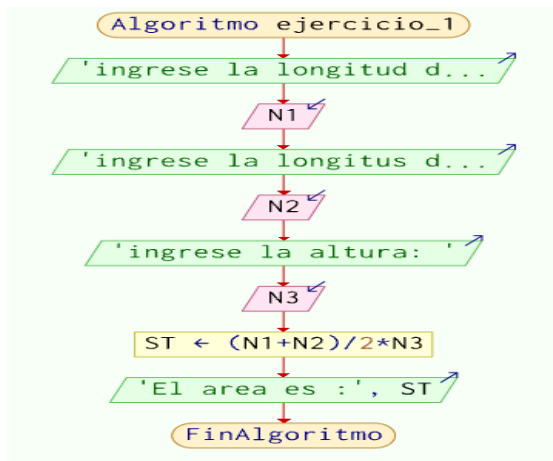 Algoritmo ejercicio_1
'ingrese la longitud d...
N1
'ingrese la longitus d...
N2
'ingrese la altura: '
N3
ST ← (N1+N2)/2*N3
'El area es :', ST
FinAlgoritmo